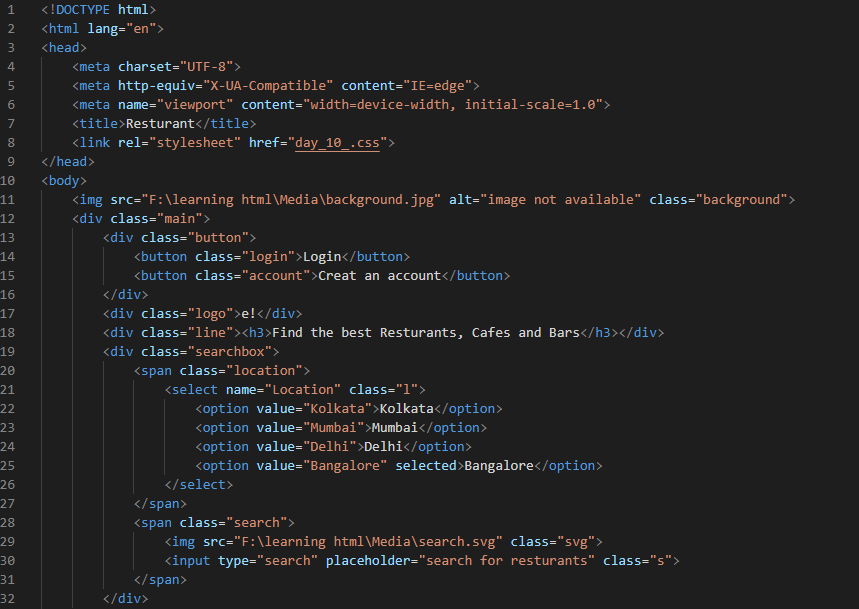 1 <!DOCTYPE html>
2 <html lang="en">
3 <head>
4     <meta charset="UTF-8">
5     <meta http-equiv="X-UA-Compatible" content="IE=edge">
6     <meta name="viewport" content="width=device-width, initial-scale=1.0">
7     <title>Resturant</title>
8     <link rel="stylesheet" href="day_10_.css">
9 </head>
10 <body>
11     <img src="F:\learning html\Media\background.jpg" alt="image not available" class="background">
12     <div class="main">
13         <div class="button">
14             <button class="login">Login</button>
15             <button class="account">Creat an account</button>
16         </div>
17         <div class="logo">e!</div>
18         <div class="line"><h3>Find the best Resturants, Cafes and Bars</h3></div>
19         <div class="searchbox">
20             <span class="location">
21                 <select name="Location" class="l">
22                     <option value="Kolkata">Kolkata</option>
23                     <option value="Mumbai">Mumbai</option>
24                     <option value="Delhi">Delhi</option>
25                     <option value="Bangalore" selected>Bangalore</option>
26                 </select>
27             </span>
28             <span class="search">
29                 <img src="F:\learning html\Media\search.svg" class="svg">
30                 <input type="search" placeholder="search for resturants" class="s">
31             </span>
32         </div>